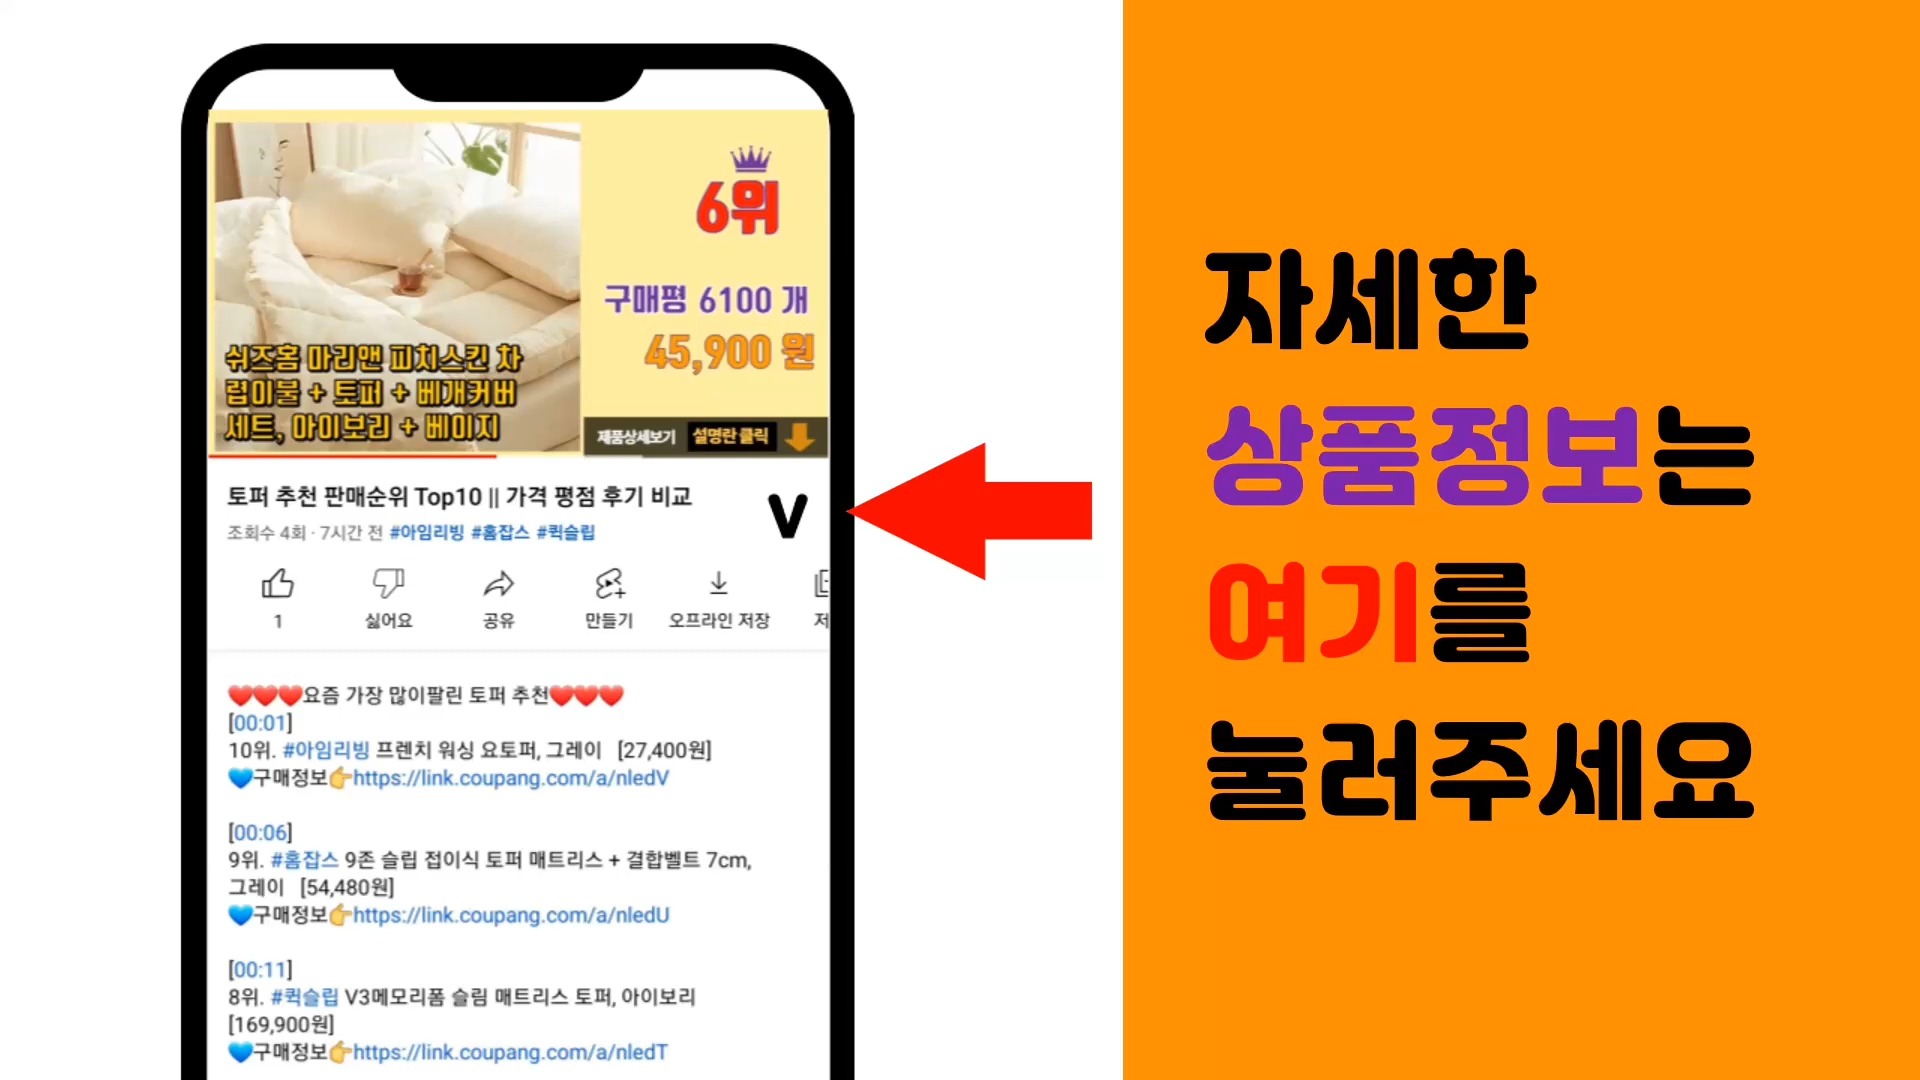 6위
구매평 6100 개
45,900 원
쉬즈홈 마리앤 피치스킨 차
렵이불 + 토퍼 + 베개커버
세트, 아이보리 + 베이지
제품상세보기 설명란 클릭
토퍼 추천 판매순위 Top10 || 가격 평점 후기 비교
V
조회수 4회 · 7시간 전 #아임리빙 #홈잡스 #퀵슬립
1 싫어요 공유 만들기 오프라인 저장 저
❤️❤️❤️요즘 가장 많이팔린 토퍼 추천❤️❤️❤️
[00:01]
10위. #아임리빙 프렌치 워싱 요토퍼, 그레이 [27,400원]
💙구매정보👉https://link.coupang.com/a/nledV
[00:06]
9위. #홈잡스 9존 슬립 접이식 토퍼 매트리스 + 결합벨트 7cm,
그레이 [54,480원]
💙구매정보👉https://link.coupang.com/a/nledU
[00:11]
8위. #퀵슬립 V3메모리폼 슬림 매트리스 토퍼, 아이보리
[169,900원]
💙구매정보👉https://link.coupang.com/a/nledT
자세한
상품정보는
여기를
눌러주세요